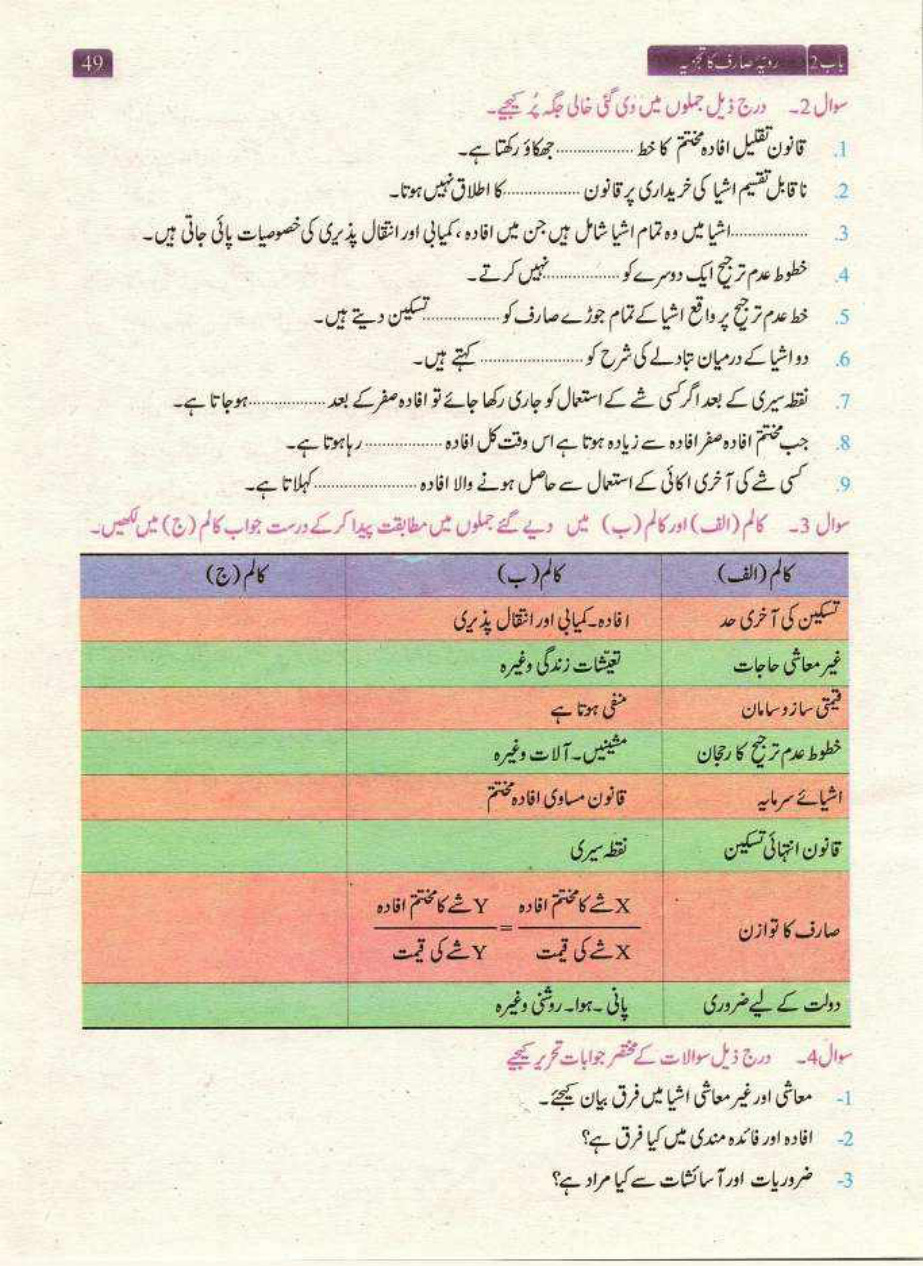 باب 2 رویّہ صارف کا تجزیہ
49
سوال 2۔ درج ذیل جملوں میں دی گئی خالی جگہ پُر کیجیے۔
1. قانون تقلیل افادہ مختتم کا خط ................. جھکاؤ رکھتا ہے۔
2. ناقابل تقسیم اشیا کی خریداری پر قانون ................. کا اطلاق نہیں ہوتا۔
3. ................. اشیا میں وہ تمام اشیا شامل ہیں جن میں افادہ، کمیابی اور انتقال پذیری کی خصوصیات پائی جاتی ہیں۔
4. خطوط عدم ترجیح ایک دوسرے کو ................. نہیں کرتے۔
5. خط عدم ترجیح پر واقع اشیا کے تمام جوڑے صارف کو ................. تسکین دیتے ہیں۔
6. دو اشیا کے درمیان تبادلے کی شرح کو ....................... کہتے ہیں۔
7. نقطہ سیری کے بعد اگر کسی شے کے استعمال کو جاری رکھا جائے تو افادہ صفر کے بعد ................. ہو جاتا ہے۔
8. جب مختتم افادہ صفر افادہ سے زیادہ ہوتا ہے اس وقت کل افادہ ................. رہا ہوتا ہے۔
9. کسی شے کی آخری اکائی کے استعمال سے حاصل ہونے والا افادہ ....................... کہلاتا ہے۔
سوال 3۔ کالم (الف) اور کالم (ب) میں دیے گئے جملوں میں مطابقت پیدا کر کے درست جواب کالم (ج) میں لکھیں۔
کالم (الف) کالم (ب) کالم (ج)
تسکین کی آخری حد افادہ۔کمیابی اور انتقال پذیری
غیر معاشی حاجات تعیّشات زندگی وغیرہ
قیمتی ساز و سامان منفی ہوتا ہے
خطوط عدم ترجیح کا رجحان مشینیں۔آلات وغیرہ
اشیائے سرمایہ قانون مساوی افادہ مختتم
قانون انتہائی تسکین نقطہ سیری
صارف کا توازن X شے کا مختتم افادہ / X شے کی قیمت = Y شے کا مختتم افادہ / Y شے کی قیمت
دولت کے لیے ضروری پانی۔ہوا۔روشنی وغیرہ
سوال 4۔ درج ذیل سوالات کے مختصر جوابات تحریر کیجیے
1- معاشی اور غیر معاشی اشیا میں فرق بیان کیجئے۔
2- افادہ اور فائدہ مندی میں کیا فرق ہے؟
3- ضروریات اور آسائشات سے کیا مراد ہے؟